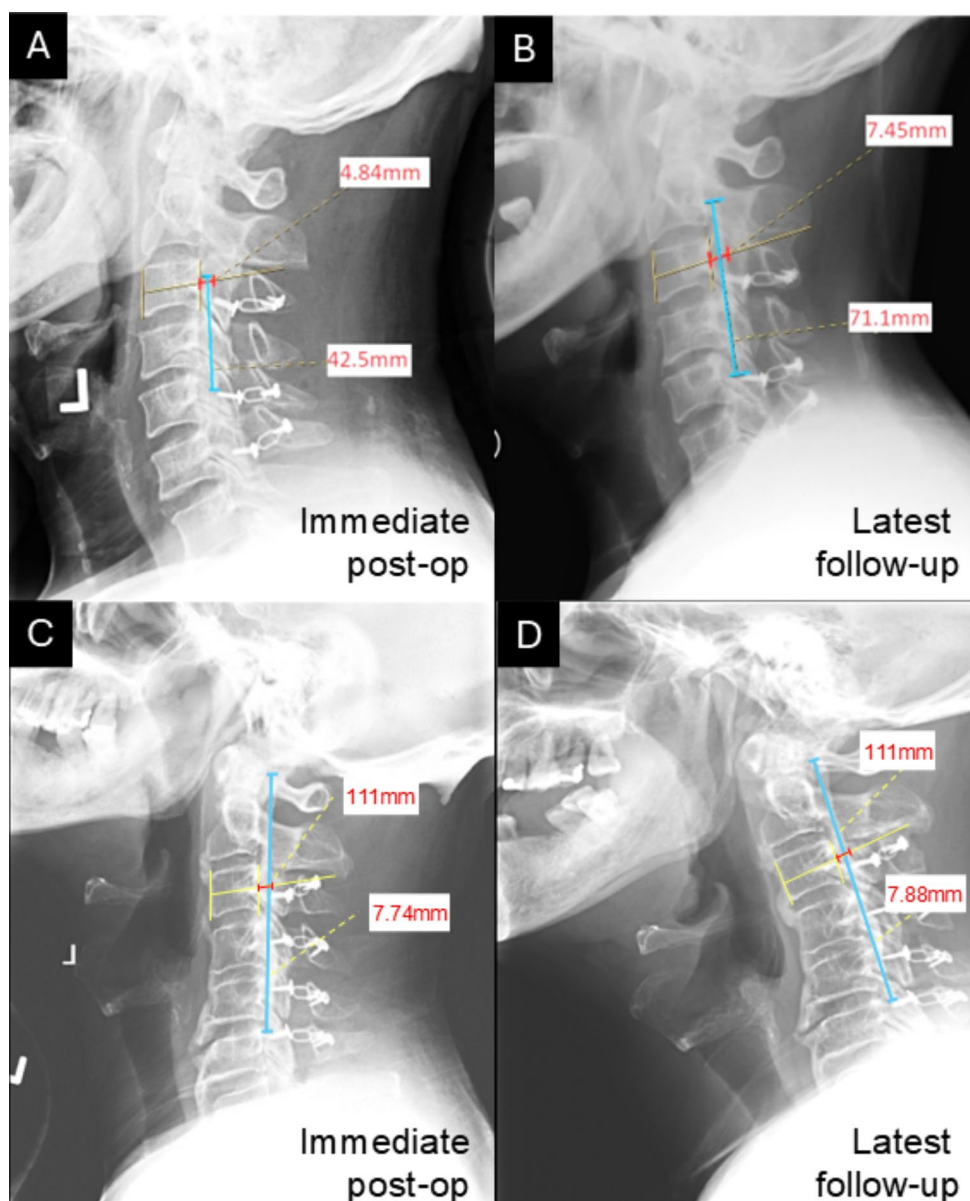 A
4.84mm
42.5mm
L
Immediate
post-op
B
7.45mm
71.1mm
Latest
follow-up
C
111mm
7.74mm
L
L
Immediate
post-op
D
111mm
7.88mm
Latest
follow-up